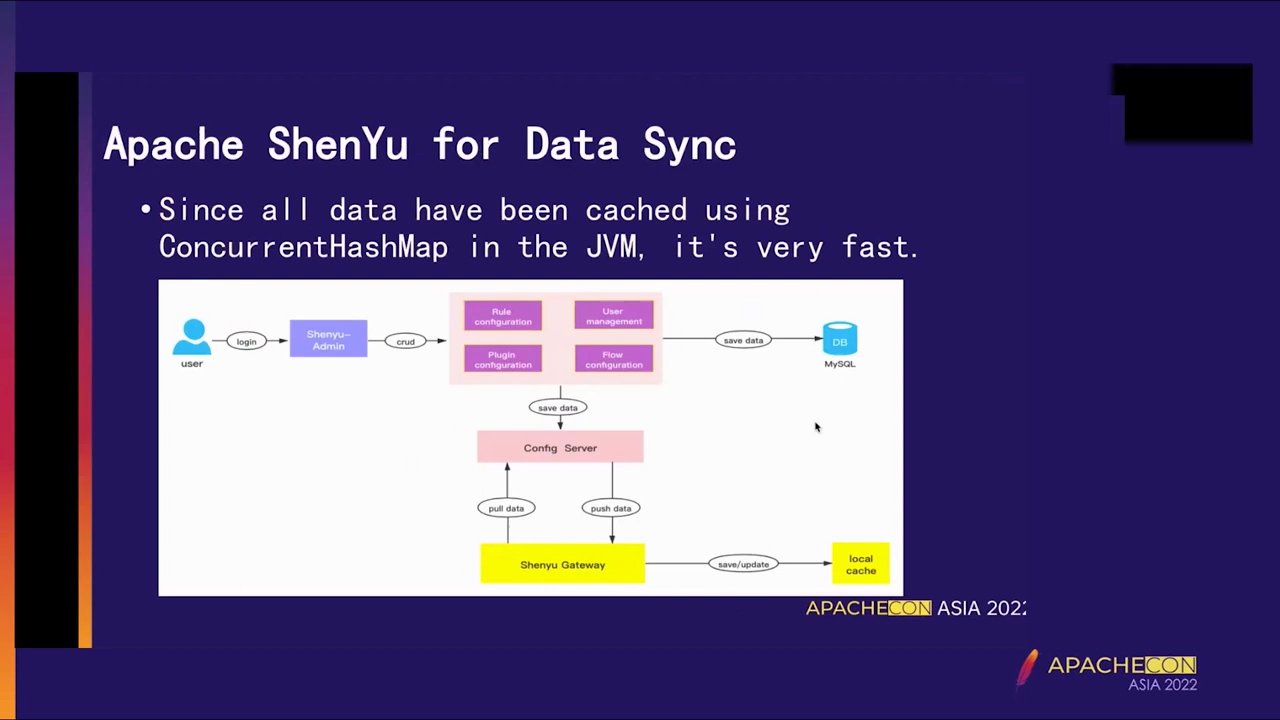 Apache ShenYu for Data Sync
• Since all data have been cached using
ConcurrentHashMap in the JVM, it's very fast.
user
login
Shenyu-
Admin
crud
Rule
configuration
User
management
Plugin
configuration
Flow
configuration
save data
DB
MySQL
save data
Config Server
pull data
push data
Shenyu Gateway
save/update
local
cache
APACHECON ASIA 2022
APACHECON
ASIA 2022